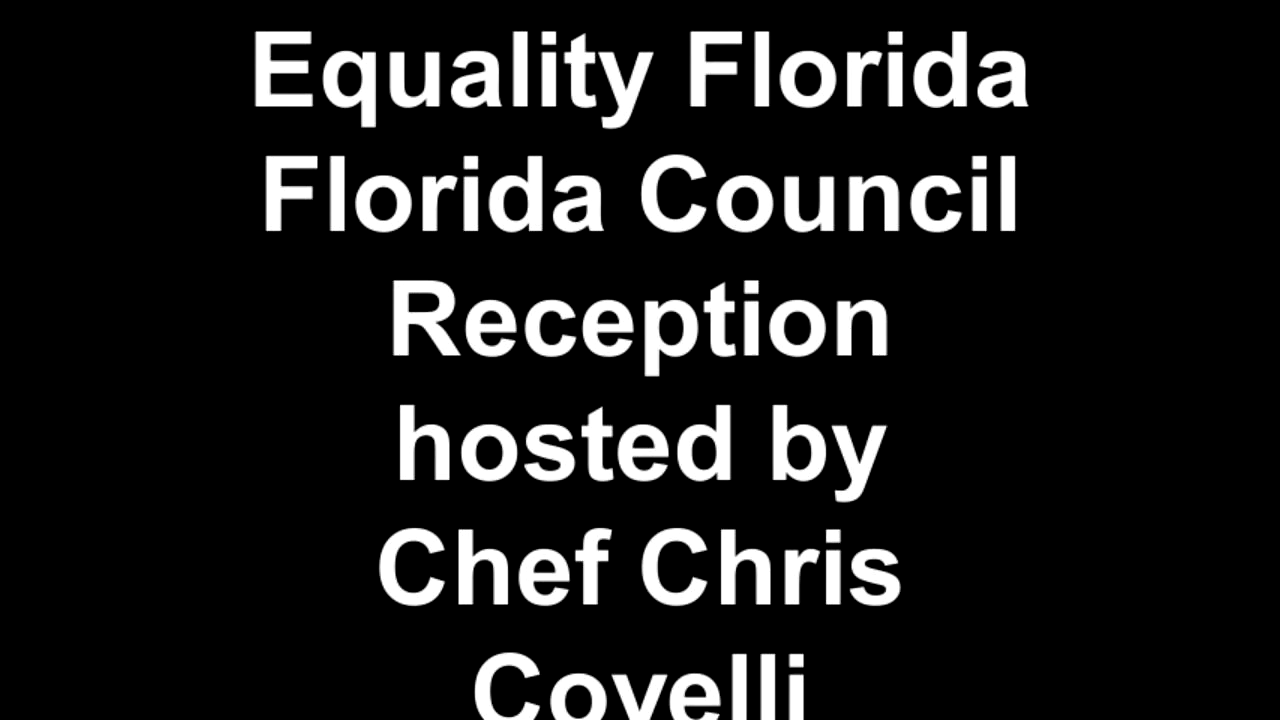 Equality Florida
Florida Council
Reception
hosted by
Chef Chris
Covelli